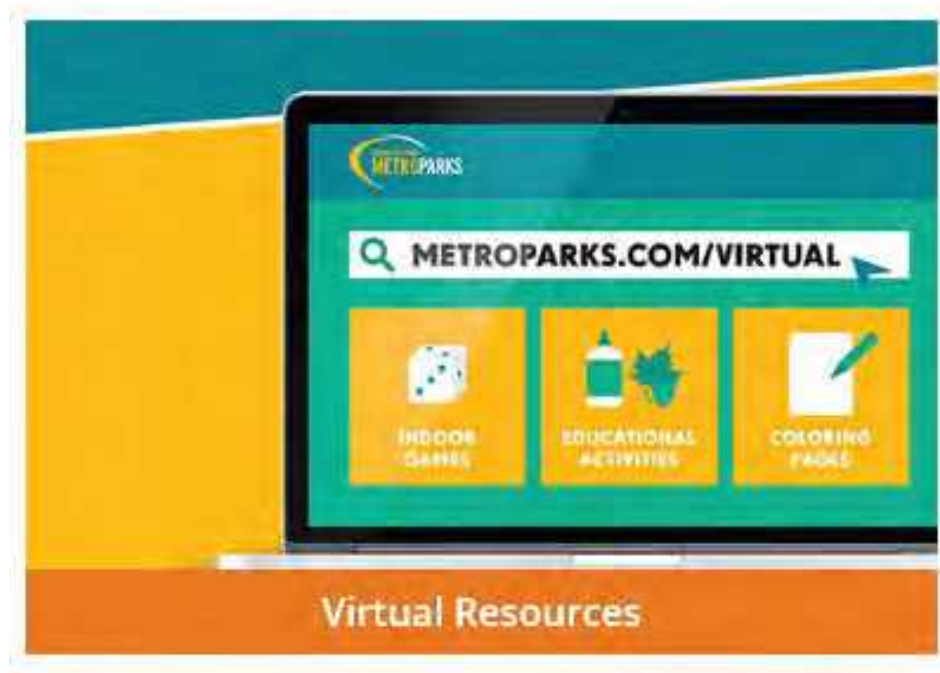 METROPARKS
METROPARKS.COM/VIRTUAL
INDOOR
GAMES
EDUCATIONAL
ACTIVITIES
COLORING
PAGES
Virtual Resources